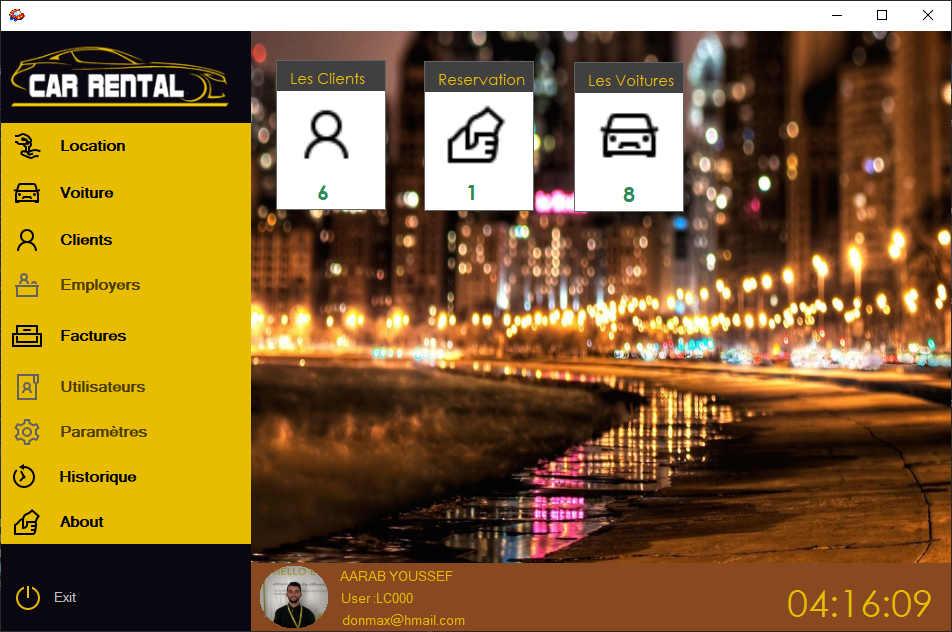 CAR RENTAL
Location
Voiture
Clients
Employers
Factures
Utilisateurs
Paramètres
Historique
About
Exit
Les Clients
6
Reservation
1
Les Voitures
8
AARAB YOUSSEF
User :LC000
donmax@hmail.com
04:16:09